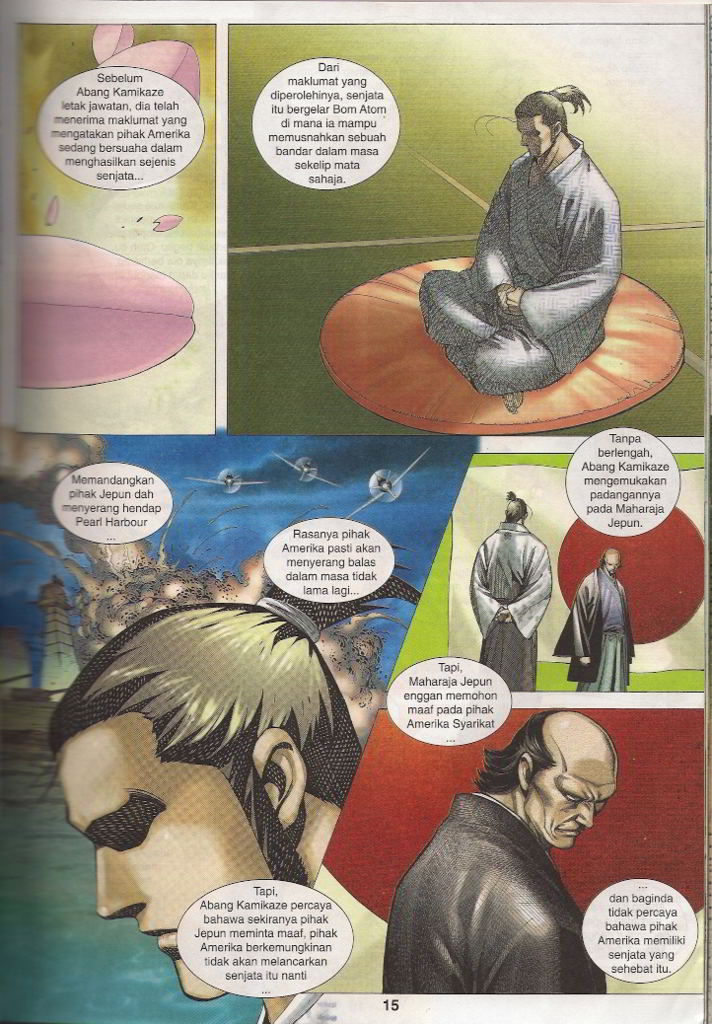 Sebelum
Abang Kamikaze
letak jawatan, dia telah
menerima maklumat yang
mengatakan pihak Amerika
sedang bersuaha dalam
menghasilkan sejenis
senjata...
Dari
maklumat yang
diperolehinya, senjata
itu bergelar Bom Atom
di mana ia mampu
memusnahkan sebuah
bandar dalam masa
sekelip mata
sahaja.
Memandangkan
pihak Jepun dah
menyerang hendap
Pearl Harbour
...
Rasanya pihak
Amerika pasti akan
menyerang balas
dalam masa tidak
lama lagi...
Tanpa
berlengah,
Abang Kamikaze
mengemukakan
padangannya
pada Maharaja
Jepun.
Tapi,
Maharaja Jepun
enggan memohon
maaf pada pihak
Amerika Syarikat
...
Tapi,
Abang Kamikaze percaya
bahawa sekiranya pihak
Jepun meminta maaf, pihak
Amerika berkemungkinan
tidak akan melancarkan
senjata itu nanti
...
...
dan baginda
tidak percaya
bahawa pihak
Amerika memiliki
senjata yang
sehebat itu.
15